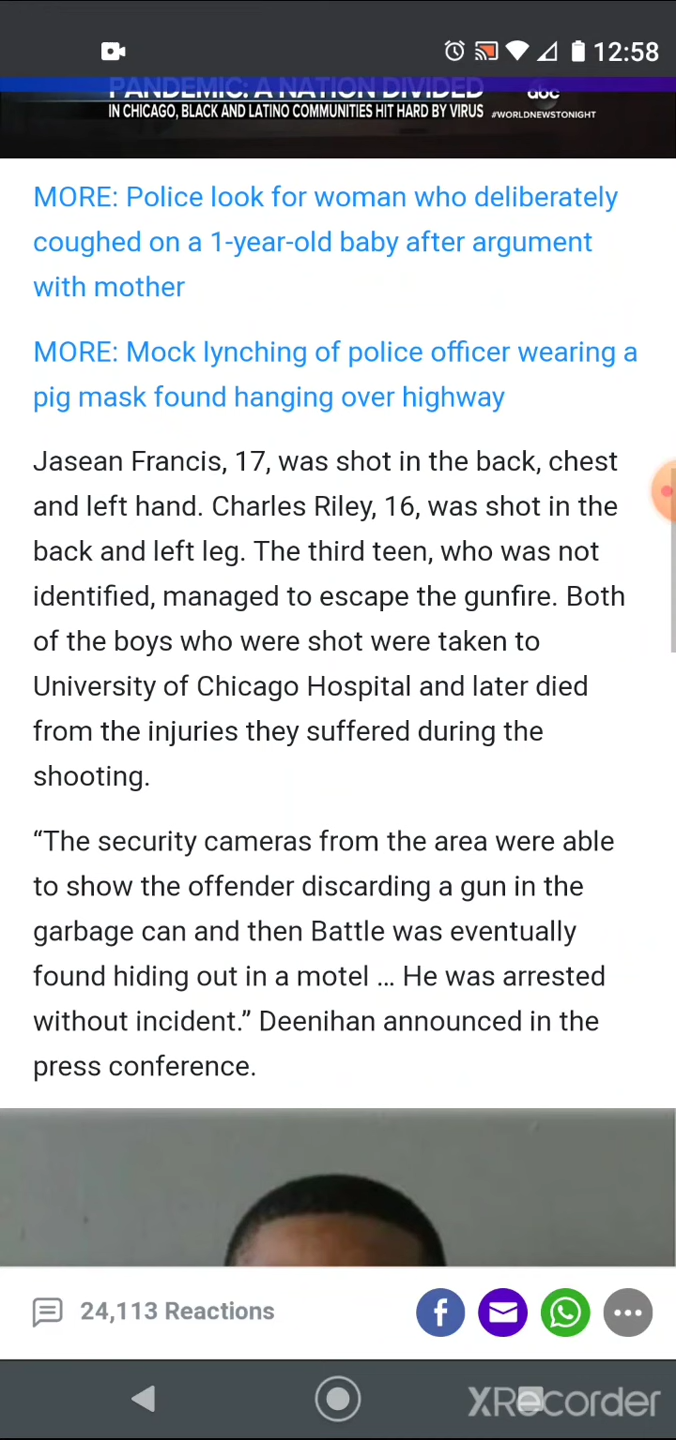 12:58
PANDEMIC: A NATION DIVIDED
abc
IN CHICAGO, BLACK AND LATINO COMMUNITIES HIT HARD BY VIRUS
#WORLDNEWSTONIGHT
MORE: Police look for woman who deliberately
coughed on a 1-year-old baby after argument
with mother
MORE: Mock lynching of police officer wearing a
pig mask found hanging over highway
Jasean Francis, 17, was shot in the back, chest
and left hand. Charles Riley, 16, was shot in the
back and left leg. The third teen, who was not
identified, managed to escape the gunfire. Both
of the boys who were shot were taken to
University of Chicago Hospital and later died
from the injuries they suffered during the
shooting.
“The security cameras from the area were able
to show the offender discarding a gun in the
garbage can and then Battle was eventually
found hiding out in a motel ... He was arrested
without incident.” Deenihan announced in the
press conference.
24,113 Reactions
XRecorder